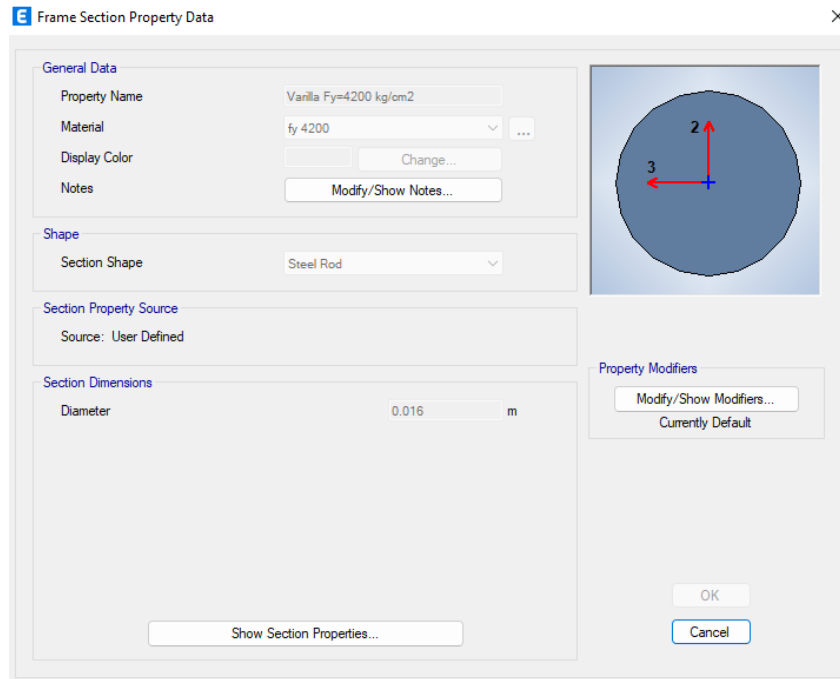 E Frame Section Property Data
General Data
Property Name Varilla Fy=4200 kg/cm2
Material fy 4200 ...
Display Color Change...
Notes Modify/Show Notes...
Shape
Section Shape Steel Rod
Section Property Source
Source: User Defined
Section Dimensions
Diameter 0.016 m
Show Section Properties...
2
3
Property Modifiers
Modify/Show Modifiers...
Currently Default
OK
Cancel